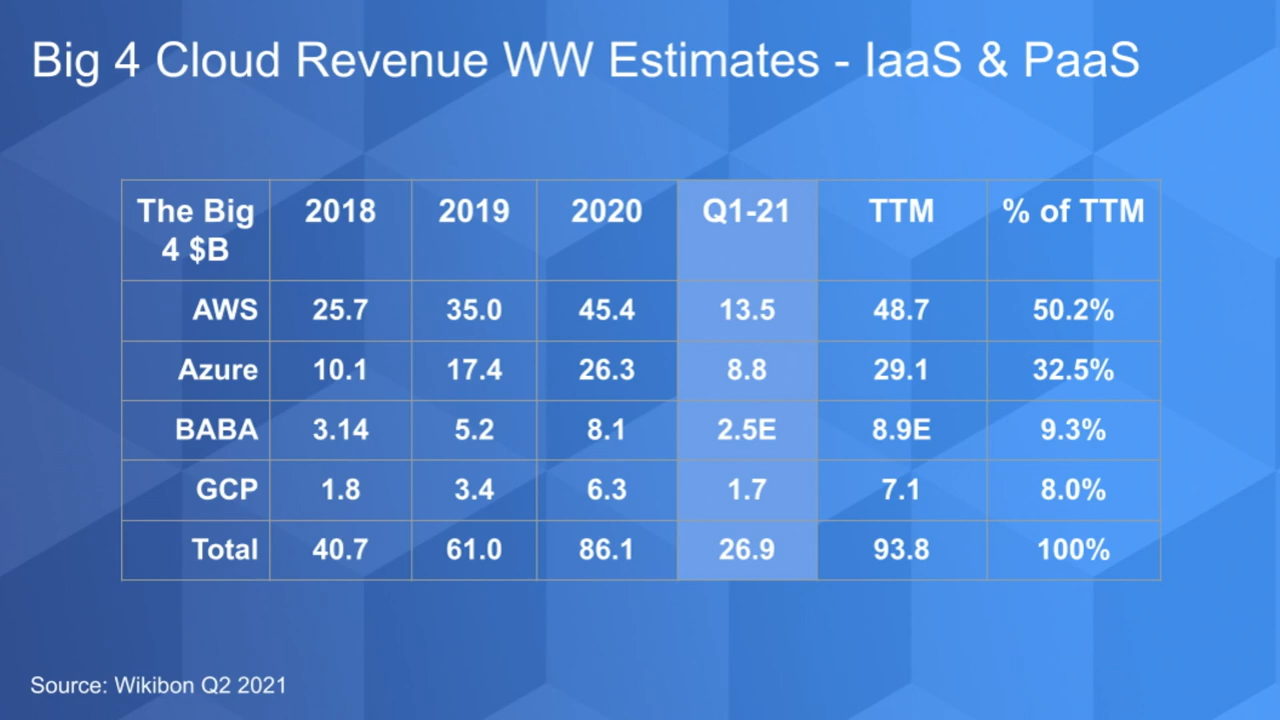 Big 4 Cloud Revenue WW Estimates - IaaS & PaaS
The Big 4 $B 2018 2019 2020 Q1-21 TTM % of TTM
AWS 25.7 35.0 45.4 13.5 48.7 50.2%
Azure 10.1 17.4 26.3 8.8 29.1 32.5%
BABA 3.14 5.2 8.1 2.5E 8.9E 9.3%
GCP 1.8 3.4 6.3 1.7 7.1 8.0%
Total 40.7 61.0 86.1 26.9 93.8 100%
Source: Wikibon Q2 2021